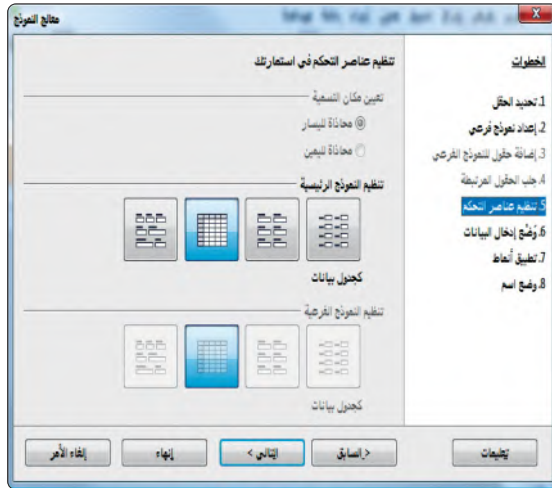 معالج النموذج
الخطوات
1. تحديد الحقل
2. إعداد نموذج فرعي
3. إضافة حقول للنموذج الفرعي
4. جلب الحقول المرتبطة
5. تنظيم عناصر التحكم
6. وَضْع إدخال البيانات
7. تطبيق أنماط
8. وضع اسم
تنظيم عناصر التحكم في استمارتك
تعيين مكان التسمية
محاذاة لليسار
محاذاة لليمين
تنظيم النموذج الرئيسية
كجدول بيانات
تنظيم النموذج الفرعية
كجدول بيانات
تعليمات
< السابق
التالي >
إنهاء
إلغاء الأمر